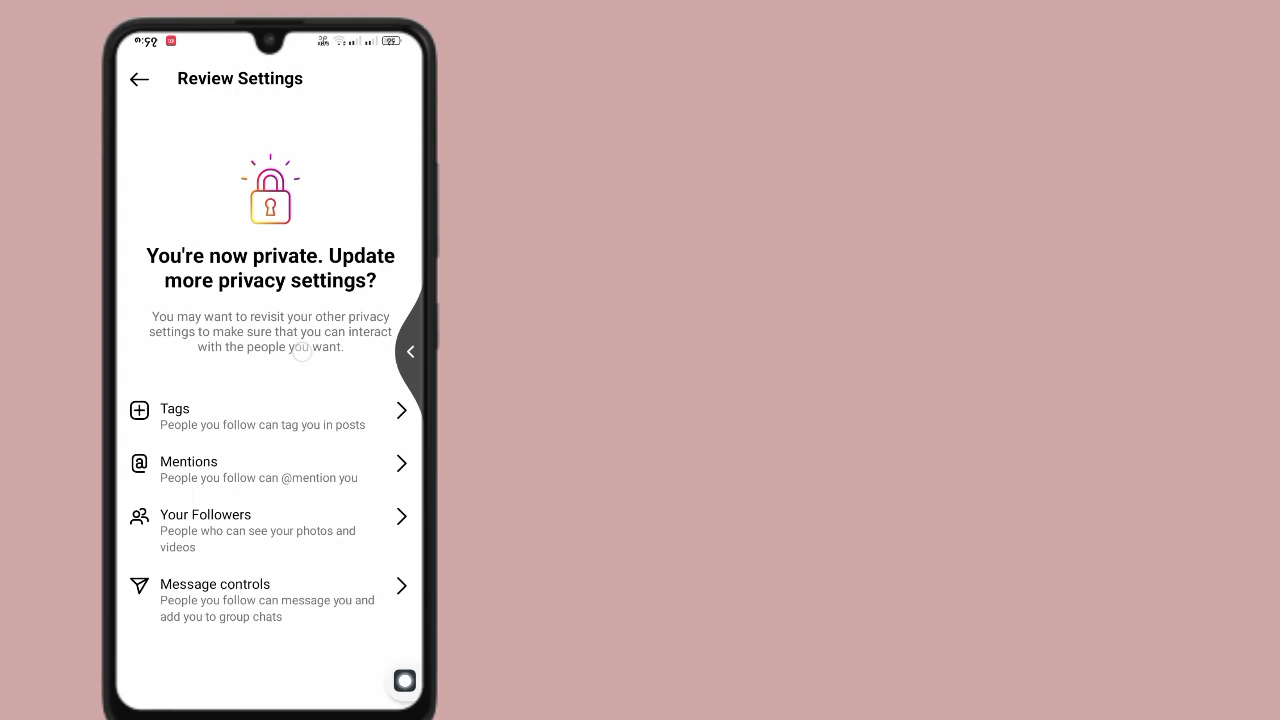 Review Settings
You're now private. Update
more privacy settings?
You may want to revisit your other privacy
settings to make sure that you can interact
with the people you want.
Tags
People you follow can tag you in posts
Mentions
People you follow can @mention you
Your Followers
People who can see your photos and
videos
Message controls
People you follow can message you and
add you to group chats